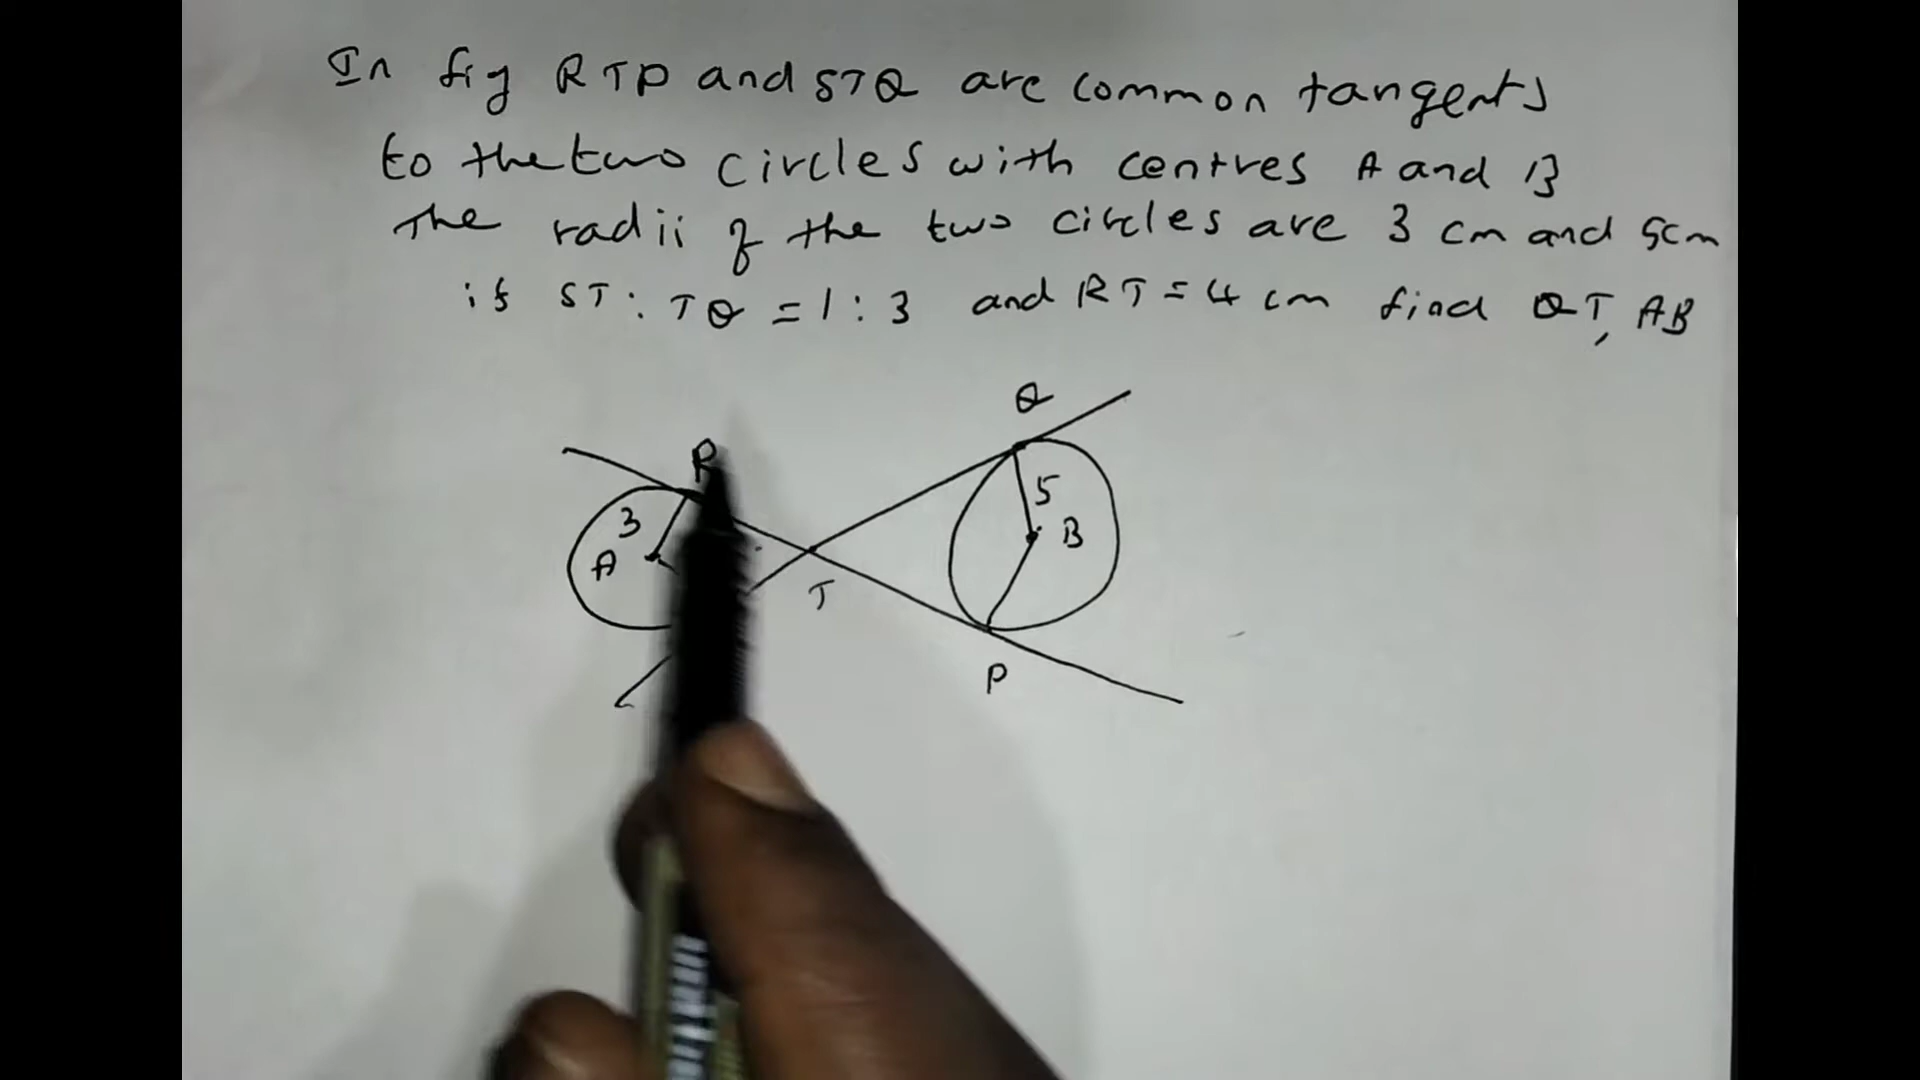 In fig RTP and STQ are common tangents
to the two circles with centres A and B
The radii of the two circles are 3 cm and 5cm
if ST : TQ = 1 : 3 and RT = 4 cm find QT, AB
Q
R
3
5
A
B
T
P